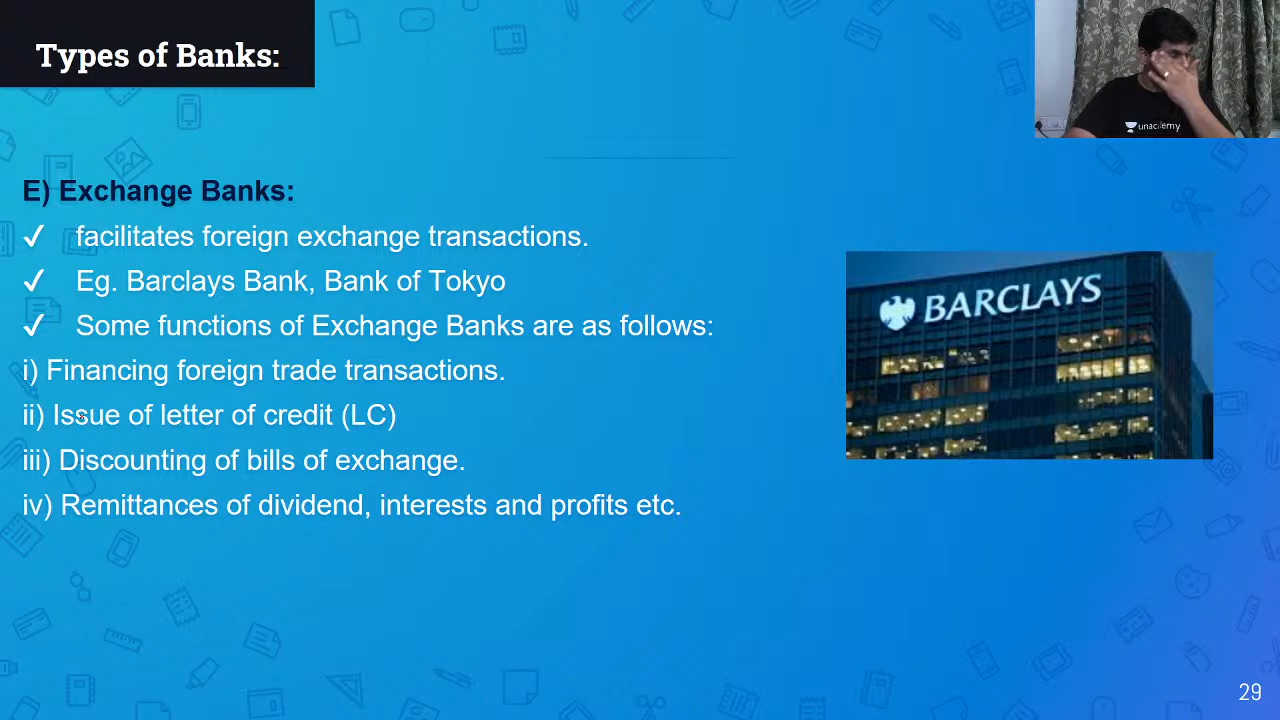 Types of Banks:
unacademy
E) Exchange Banks:
✓ facilitates foreign exchange transactions.
✓ Eg. Barclays Bank, Bank of Tokyo
✓ Some functions of Exchange Banks are as follows:
i) Financing foreign trade transactions.
ii) Issue of letter of credit (LC)
iii) Discounting of bills of exchange.
iv) Remittances of dividend, interests and profits etc.
BARCLAYS
29